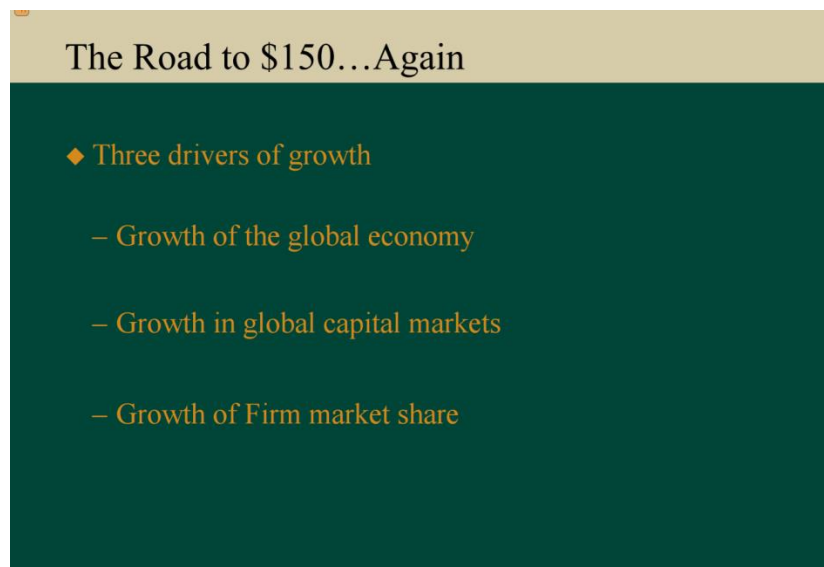 The Road to $150…Again
◆ Three drivers of growth
– Growth of the global economy
– Growth in global capital markets
– Growth of Firm market share